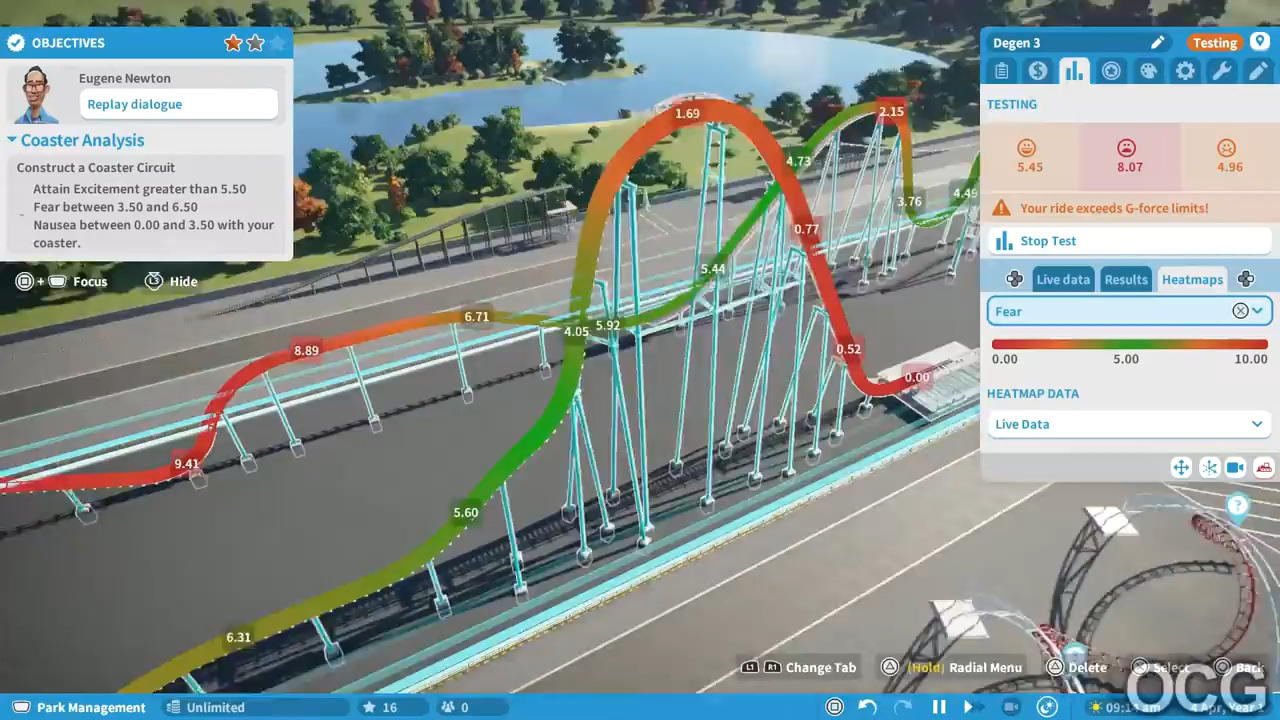 OBJECTIVES
Eugene Newton
Replay dialogue
Coaster Analysis
Construct a Coaster Circuit
Attain Excitement greater than 5.50
Fear between 3.50 and 6.50
Nausea between 0.00 and 3.50 with your
coaster.
+ Focus
Hide
1.69
2.15
4.73
3.76
4.49
0.77
5.44
6.71
4.05
5.92
8.89
0.52
0.00
9.41
5.60
6.31
Degen 3
Testing
TESTING
5.45
8.07
4.96
Your ride exceeds G-force limits!
Stop Test
Live data
Results
Heatmaps
Fear
0.00
5.00
10.00
HEATMAP DATA
Live Data
?
L1 R1 Change Tab
[Hold] Radial Menu
Delete
Select
Back
OCG
Park Management
Unlimited
16
0
09:14 am
4 Apr, Year 1